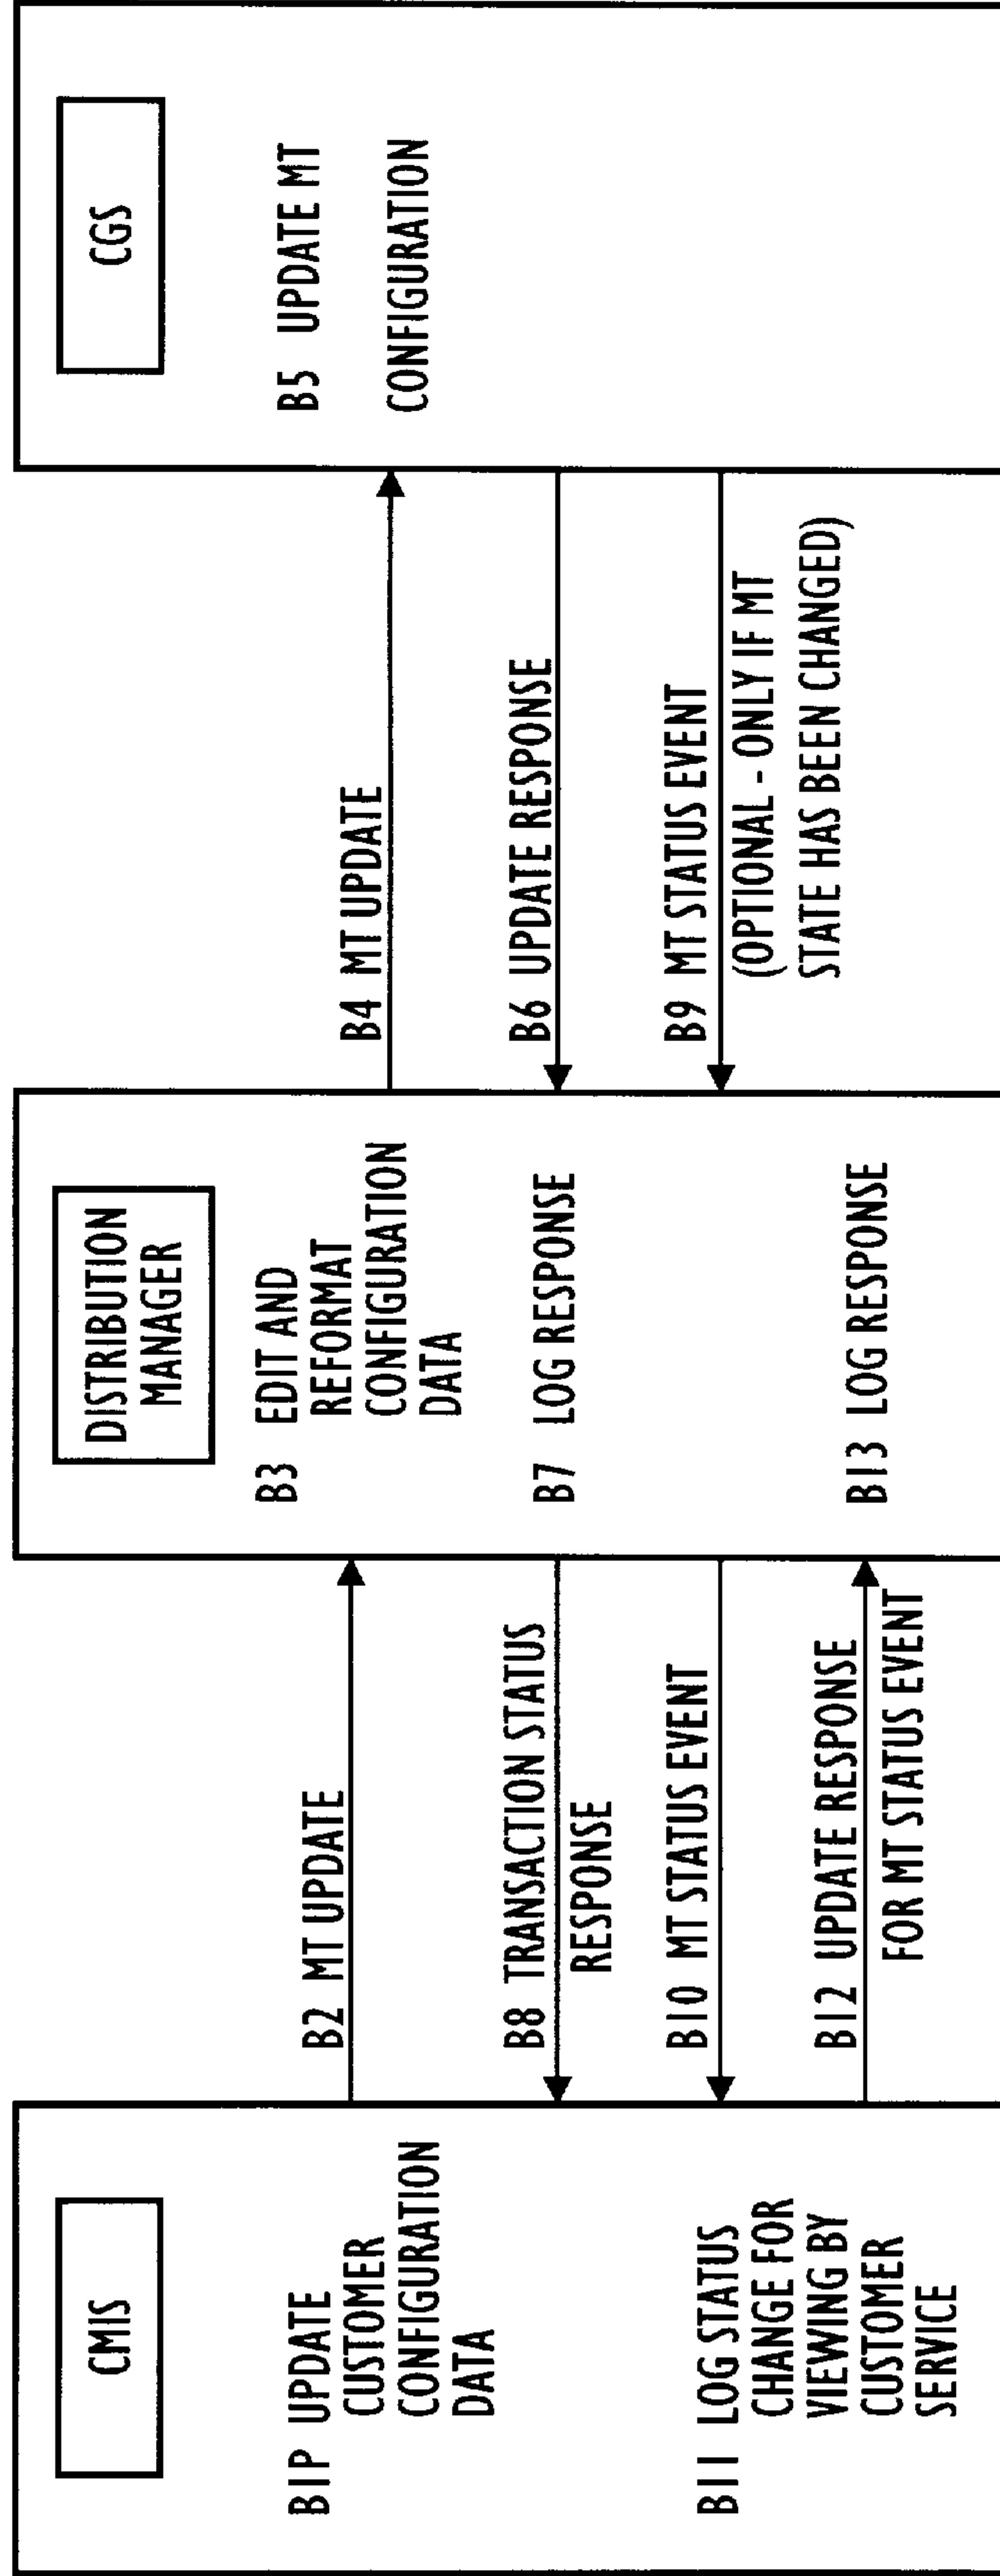 CMIS
B1P UPDATE
CUSTOMER
CONFIGURATION
DATA
B11 LOG STATUS
CHANGE FOR
VIEWING BY
CUSTOMER
SERVICE
B2 MT UPDATE
B8 TRANSACTION STATUS
RESPONSE
B10 MT STATUS EVENT
B12 UPDATE RESPONSE
FOR MT STATUS EVENT
DISTRIBUTION
MANAGER
B3 EDIT AND
REFORMAT
CONFIGURATION
DATA
B7 LOG RESPONSE
B13 LOG RESPONSE
B4 MT UPDATE
B6 UPDATE RESPONSE
B9 MT STATUS EVENT
(OPTIONAL - ONLY IF MT
STATE HAS BEEN CHANGED)
CGS
B5 UPDATE MT
CONFIGURATION